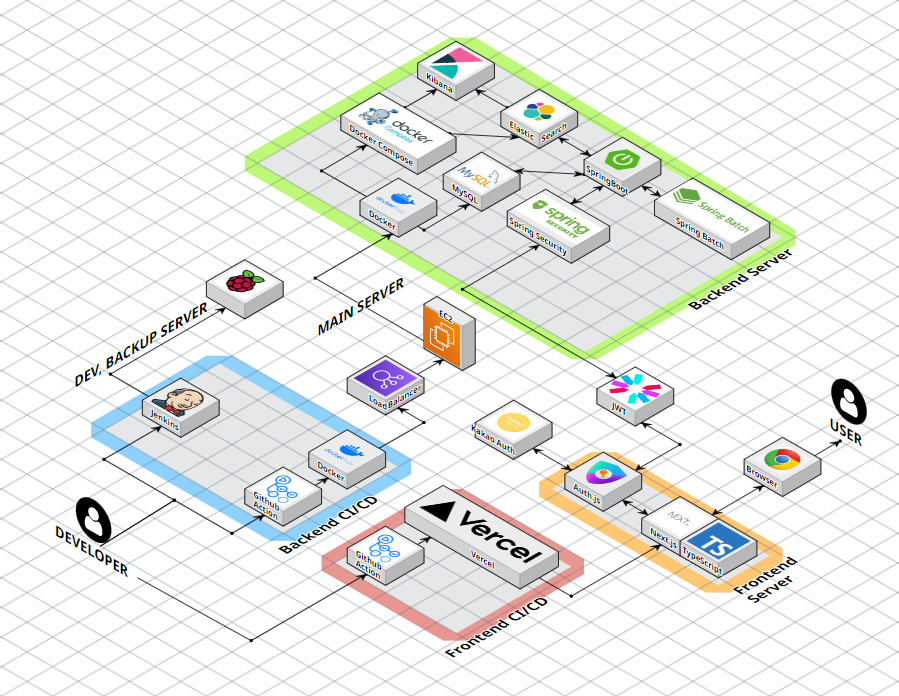 Kibana
docker
Compose
Docker Compose
Elastic Search
SpringBoot
MySQL
MySQL
docker
Docker
spring
SECURITY
Spring Security
Spring Batch
Spring Batch
Backend Server
DEV, BACKUP SERVER
MAIN SERVER
EC2
Load Balancer
Jenkins
docker
Docker
Github
Action
Backend CI/CD
DEVELOPER
JWT
Kakao Auth
Auth.js
Browser
USER
NEXT.
Next.js
TS
TypeScript
Frontend
Server
Vercel
Vercel
Github
Action
Frontend CI/CD